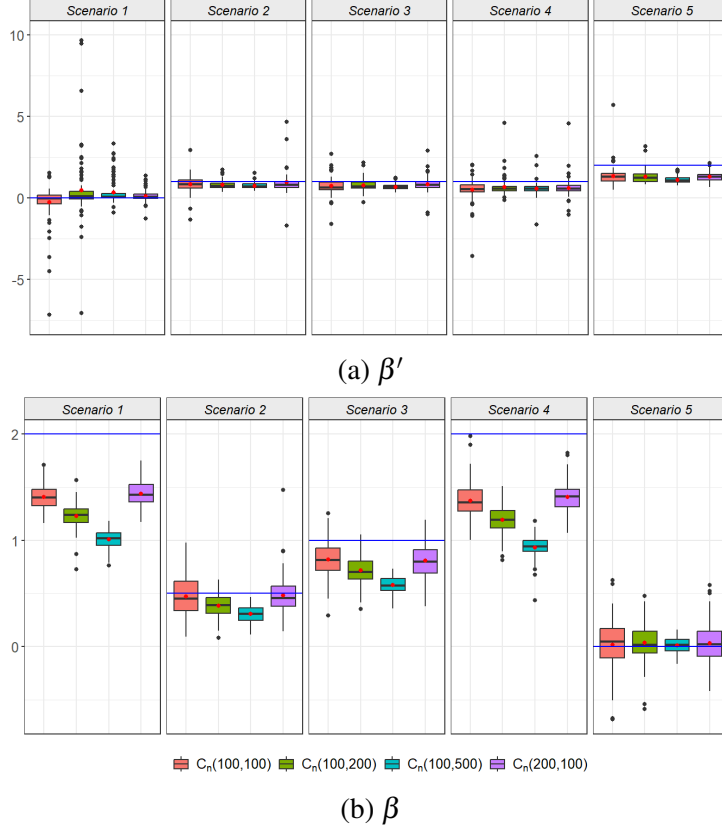 Scenario 1 Scenario 2 Scenario 3 Scenario 4 Scenario 5
10
5
0
-5
(a) β′
Scenario 1 Scenario 2 Scenario 3 Scenario 4 Scenario 5
2
1
0
Cn(100,100) Cn(100,200) Cn(100,500) Cn(200,100)
(b) β